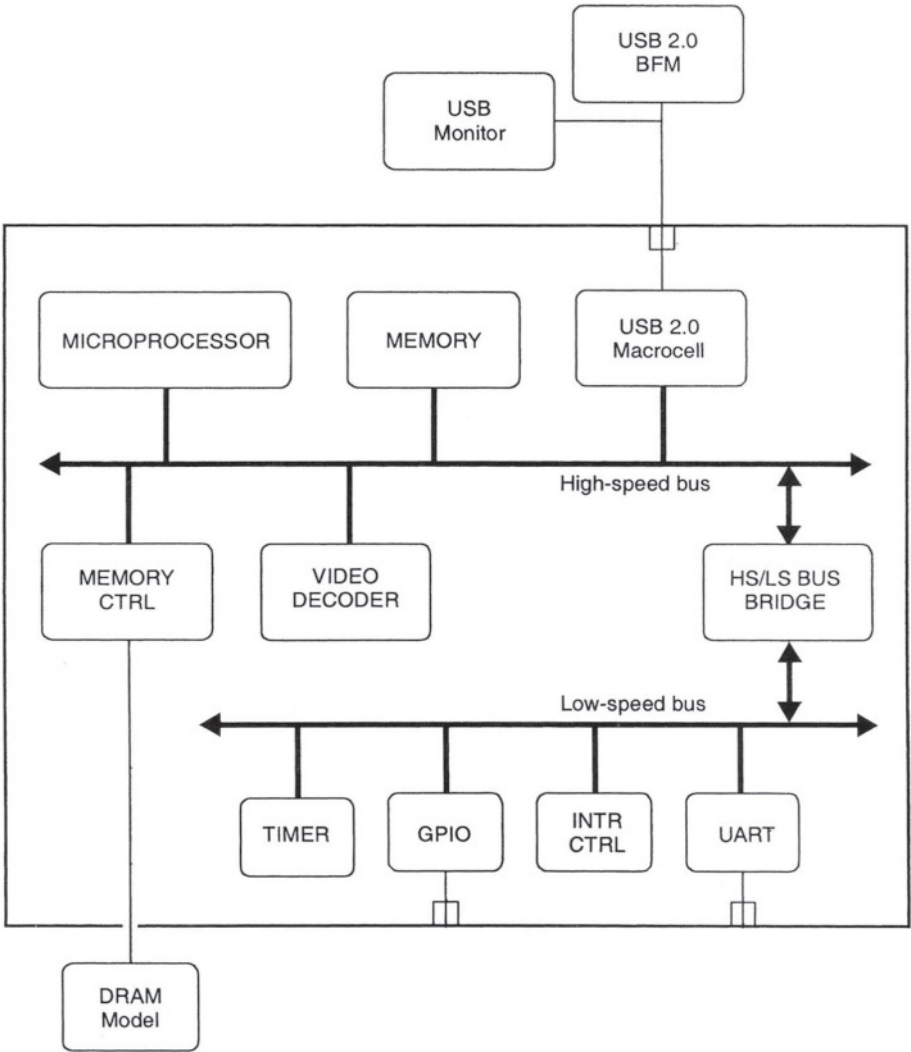 USB 2.0
BFM
USB
Monitor
MICROPROCESSOR
MEMORY
USB 2.0
Macrocell
High-speed bus
MEMORY
CTRL
VIDEO
DECODER
HS/LS BUS
BRIDGE
Low-speed bus
TIMER
GPIO
INTR
CTRL
UART
DRAM
Model